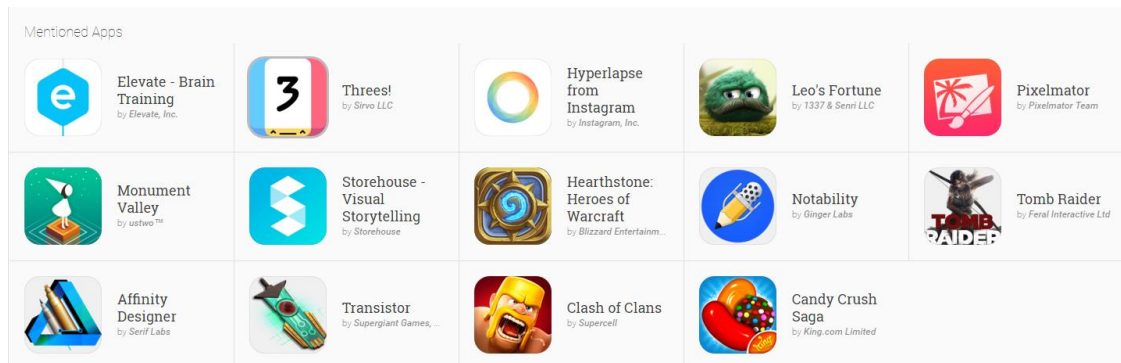 Mentioned Apps
Elevate - Brain
Training
by Elevate, Inc.
Threes!
by Sirvo LLC
Hyperlapse
from
Instagram
by Instagram, Inc.
Leo's Fortune
by 1337 & Senri LLC
Pixelmator
by Pixelmator Team
Monument
Valley
by ustwo™
Storehouse -
Visual
Storytelling
by Storehouse
Hearthstone:
Heroes of
Warcraft
by Blizzard Entertainm...
Notability
by Ginger Labs
Tomb Raider
by Feral Interactive Ltd
Affinity
Designer
by Serif Labs
Transistor
by Supergiant Games, ...
Clash of Clans
by Supercell
Candy Crush
Saga
by King.com Limited
e
3
TOMB
RAIDER
King